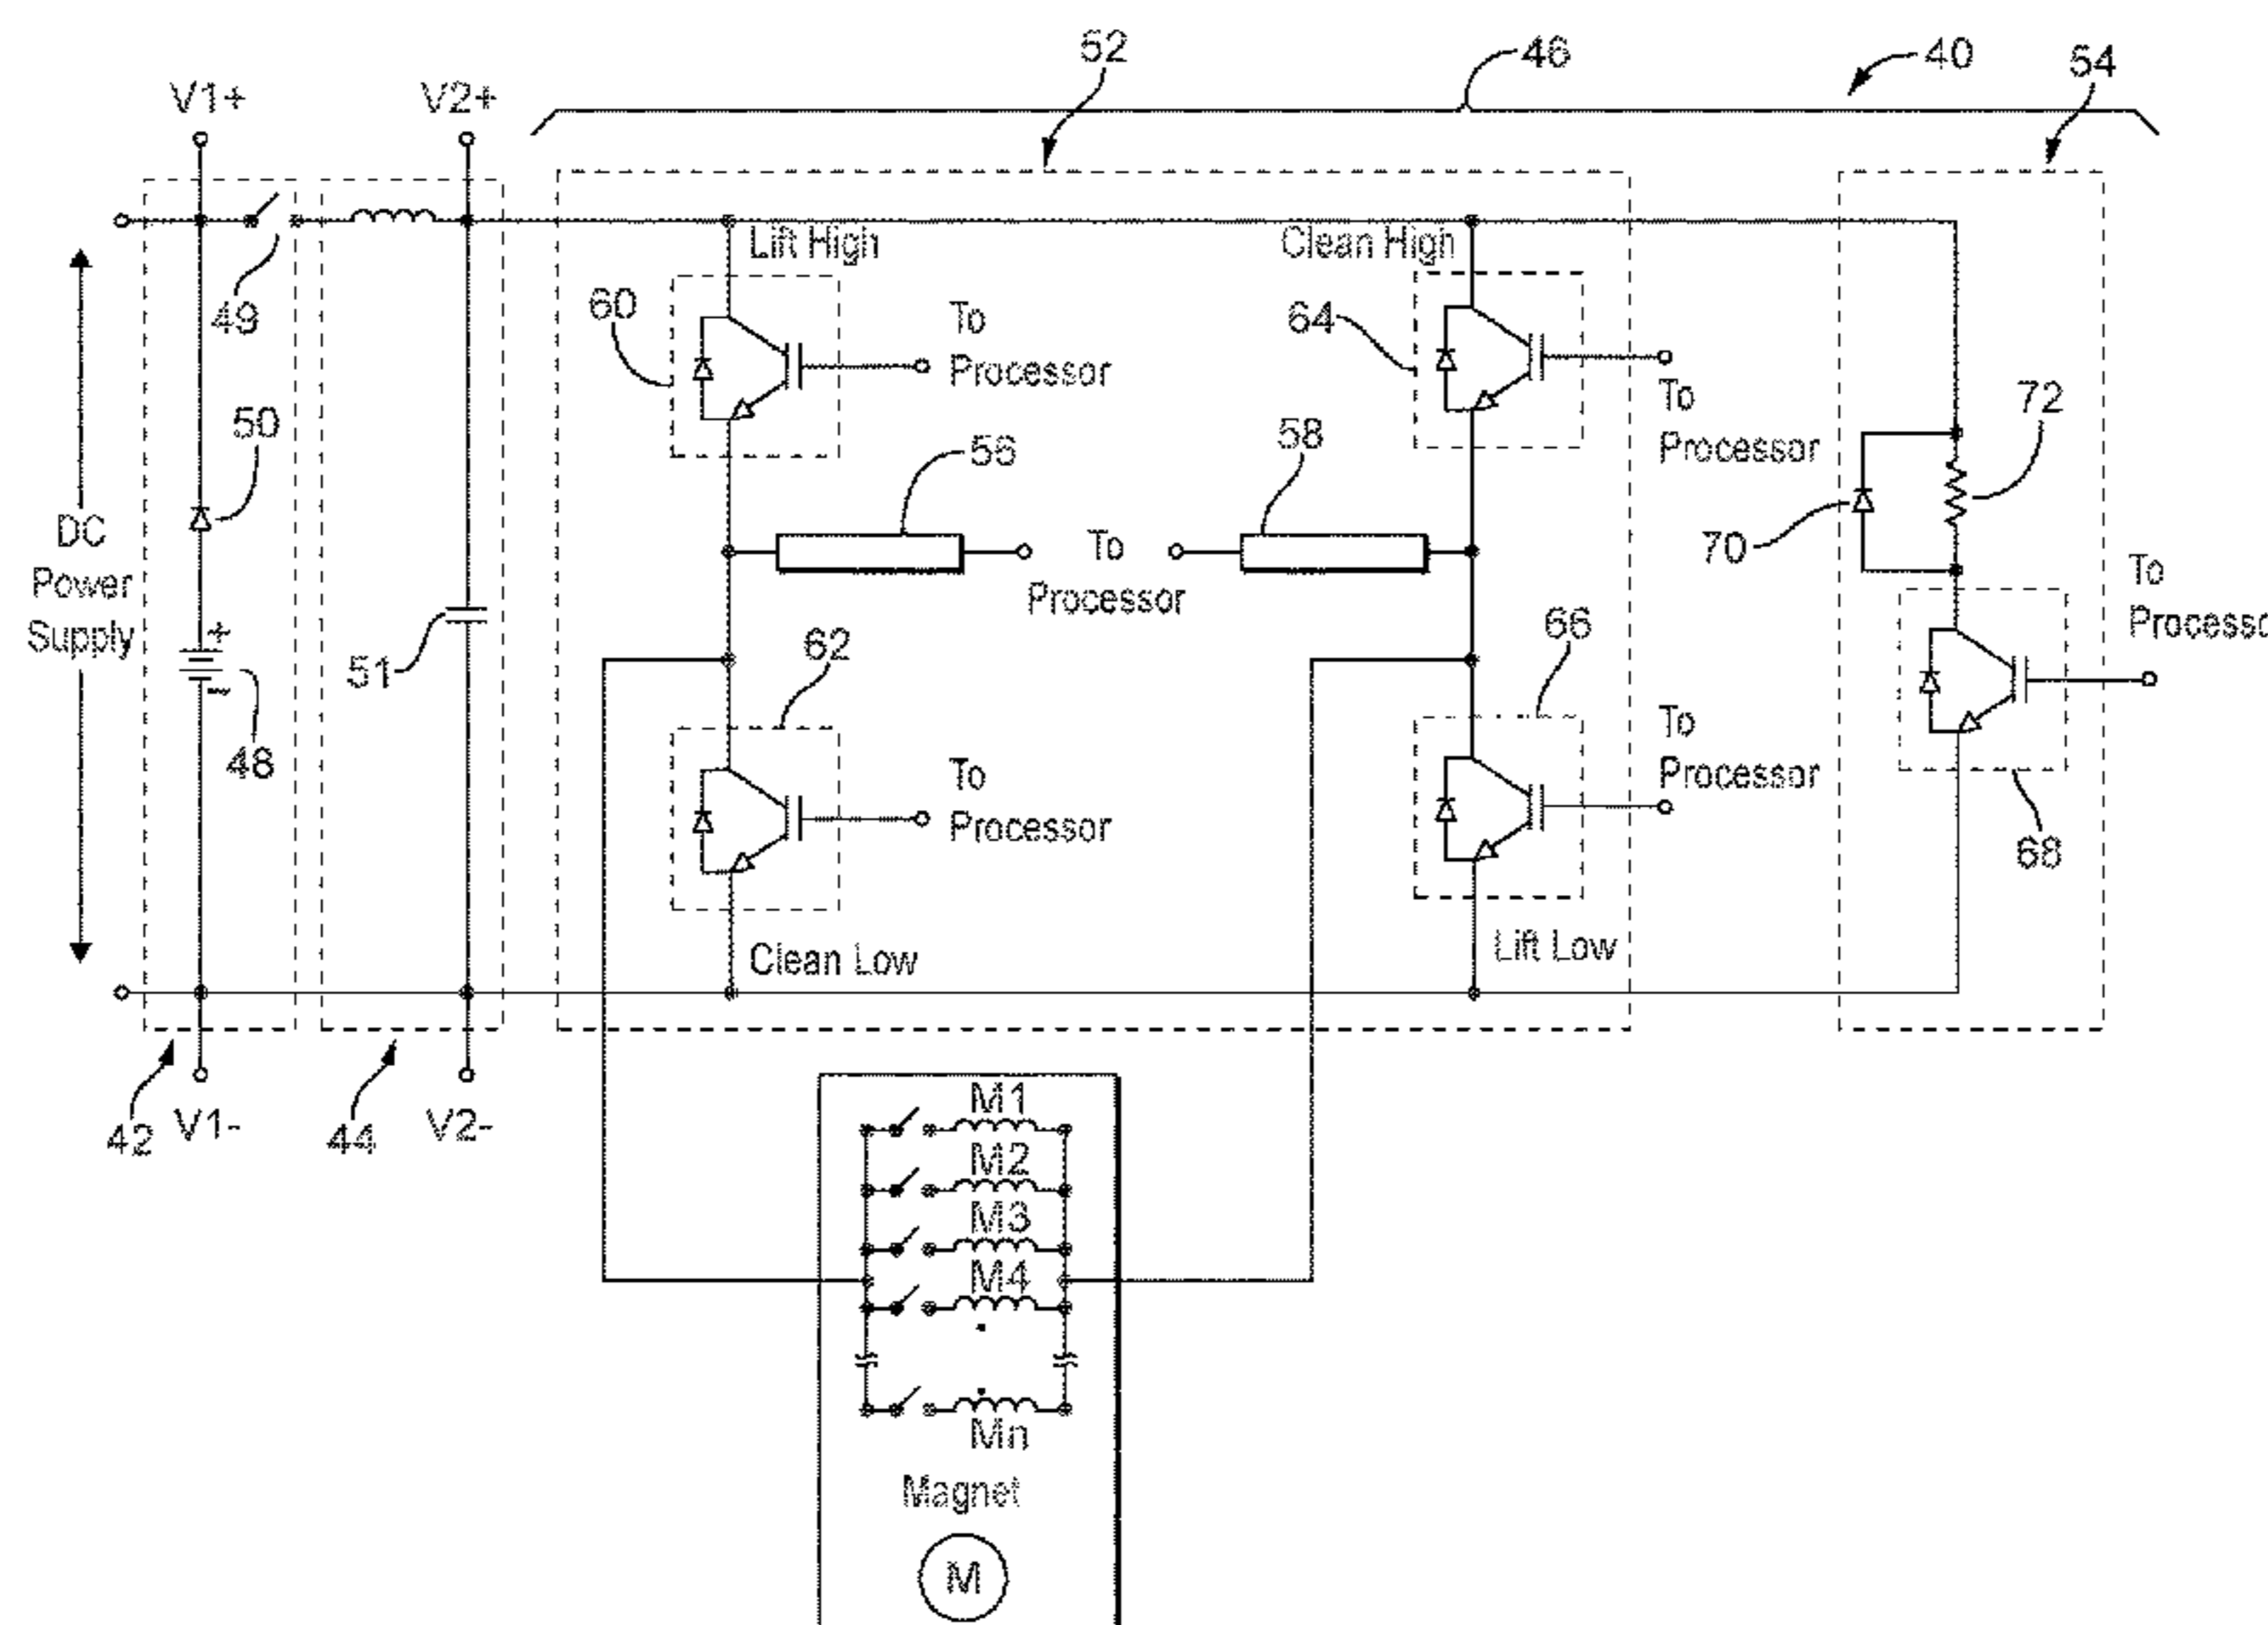 52
46
40
54
V1+
V2+
Lift High
Clean High
49
60
To
Processor
64
To
Processor
50
56
58
72
DC
Power
Supply
To
Processor
70
To
Processo
+
-
51
62
66
48
To
Processor
To
Processor
68
Clean Low
Lift Low
42
V1-
44
V2-
M1
M2
M3
M4
Mn
Magnet
M